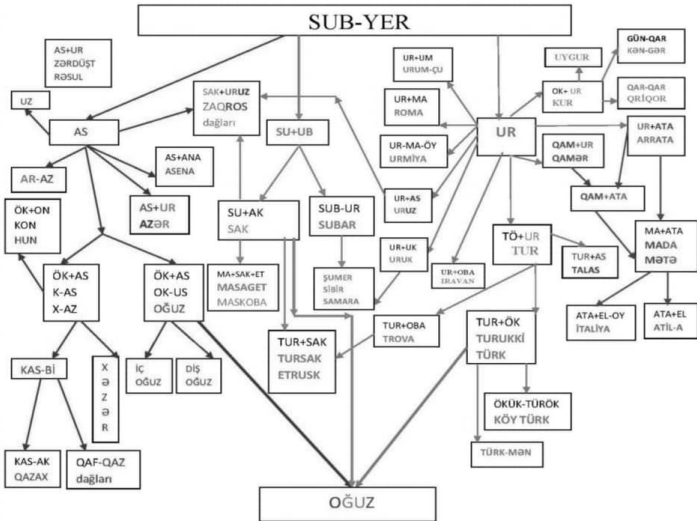 SUB-YER
AS+UR
ZƏRDÜŞT
RƏSUL
UZ
AS
SAK+URUZ
ZAQROS
dağları
SU+UB
UR+UM
URUM-ÇU
UR+MA
ROMA
UR-MA-ÖY
URMİYA
UR
UYGUR
OK+ UR
KUR
GÜN-QAR
KƏN-GƏR
QAR-QAR
QRİQOR
AR-AZ
AS+ANA
ASENA
AS+UR
AZƏR
UR+AS
URUZ
QAM+UR
QAMƏR
UR+ATA
ARRATA
QAM+ATA
ÖK+ON
KON
HUN
SU+AK
SAK
SUB-UR
SUBAR
UR+UK
URUK
UR+OBA
IRAVAN
TÖ+UR
TUR
TUR+AS
TALAS
MA+ATA
MADA
MƏTƏ
ÖK+AS
K-AS
X-AZ
ÖK+AS
OK-US
OĞUZ
MA+SAK+ET
MASAGET
MASKOBA
ŞUMER
SİBİR
SAMARA
ATA+EL-OY
İTALİYA
ATA+EL
ATİL-A
TUR+SAK
TURSAK
ETRUSK
TUR+OBA
TROVA
TUR+ÖK
TURUKKİ
TÜRK
KAS-Bİ
X
Ə
Z
Ə
R
İÇ
OĞUZ
DİŞ
OĞUZ
ÖKÜK-TÜRÖK
KÖY TÜRK
TÜRK-MƏN
KAS-AK
QAZAX
QAF-QAZ
dağları
OĞUZ